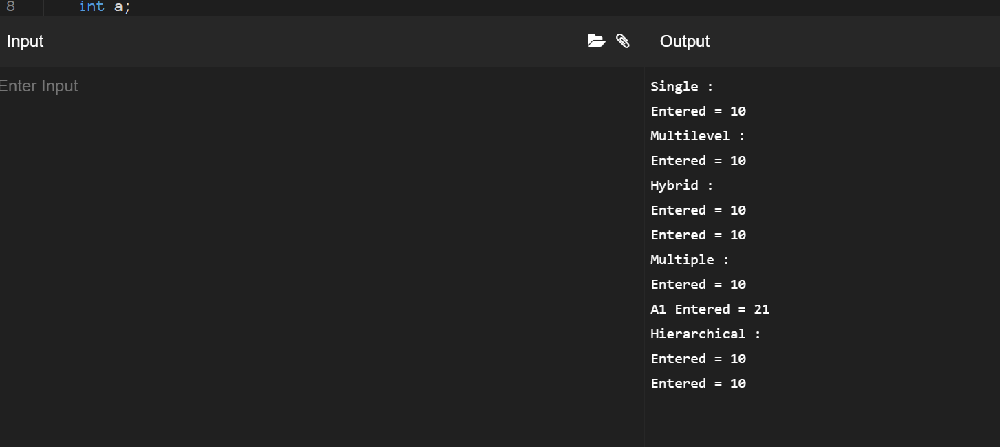 8 int a;
Input
Output
Enter Input
Single :
Entered = 10
Multilevel :
Entered = 10
Hybrid :
Entered = 10
Entered = 10
Multiple :
Entered = 10
A1 Entered = 21
Hierarchical :
Entered = 10
Entered = 10